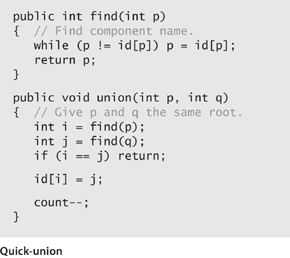 public int find(int p)
{  // Find component name.
   while (p != id[p]) p = id[p];
   return p;
}
public void union(int p, int q)
{  // Give p and q the same root.
   int i = find(p);
   int j = find(q);
   if (i == j) return;
   id[i] = j;
   count--;
}
Quick-union